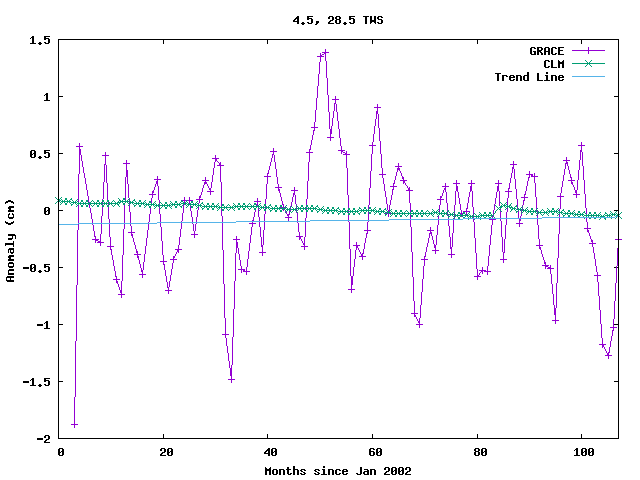 4.5, 28.5 TWS
GRACE
CLM
Trend Line
1.5
1
0.5
0
-0.5
-1
-1.5
-2
Anomaly (cm)
0 20 40 60 80 100
Months since Jan 2002